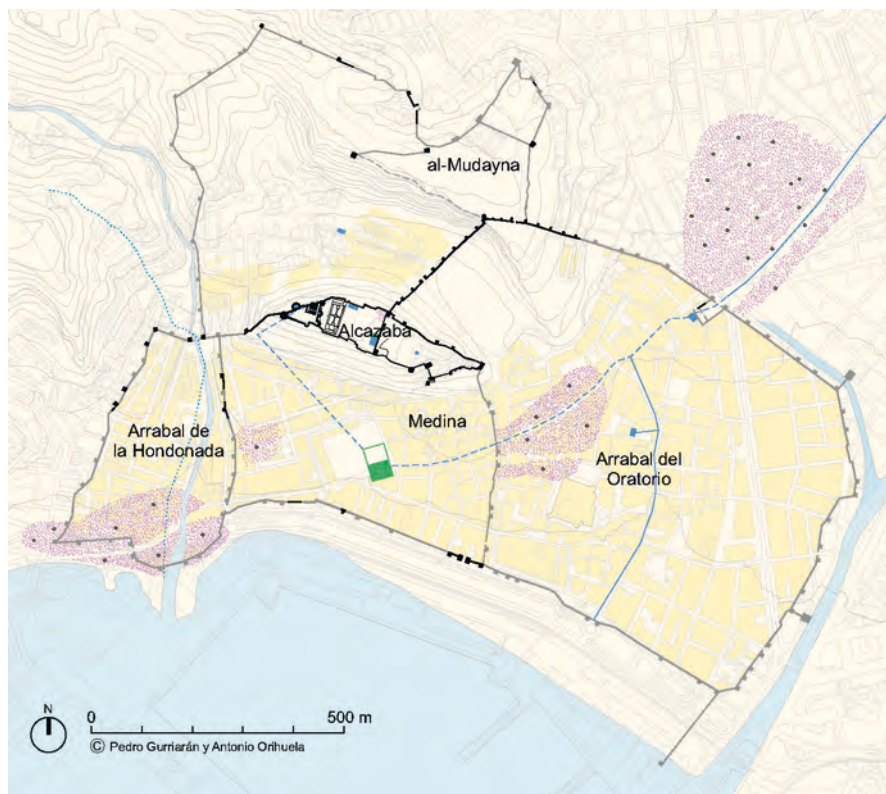 al-Mudayna
Alcazaba
Medina
Arrabal de
la Hondonada
Arrabal del
Oratorio
N
0 500 m
© Pedro Gurriarán y Antonio Orihuela